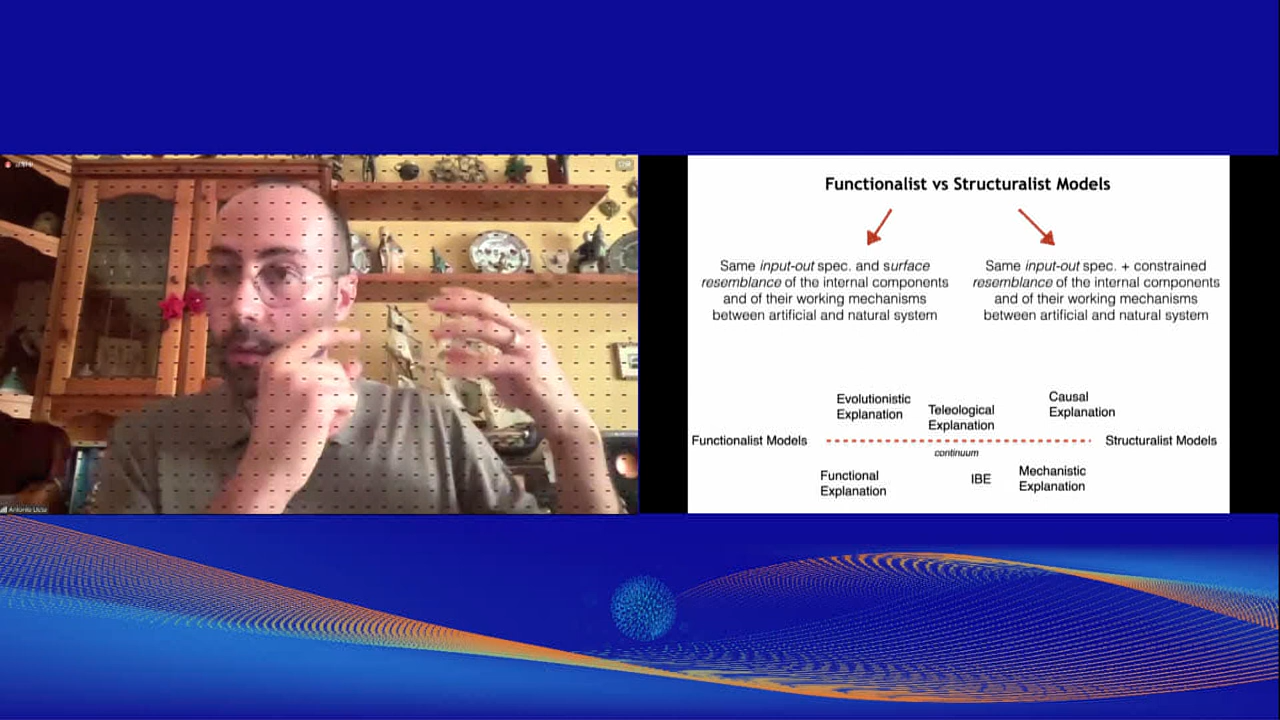 Functionalist vs Structuralist Models
Same input-out spec. and surface
resemblance of the internal components
and of their working mechanisms
between artificial and natural system
Same input-out spec. + constrained
resemblance of the internal components
and of their working mechanisms
between artificial and natural system
Evolutionistic
Explanation
Teleological
Explanation
Causal
Explanation
Functionalist Models
Structuralist Models
continuum
Functional
Explanation
IBE
Mechanistic
Explanation
Antonio